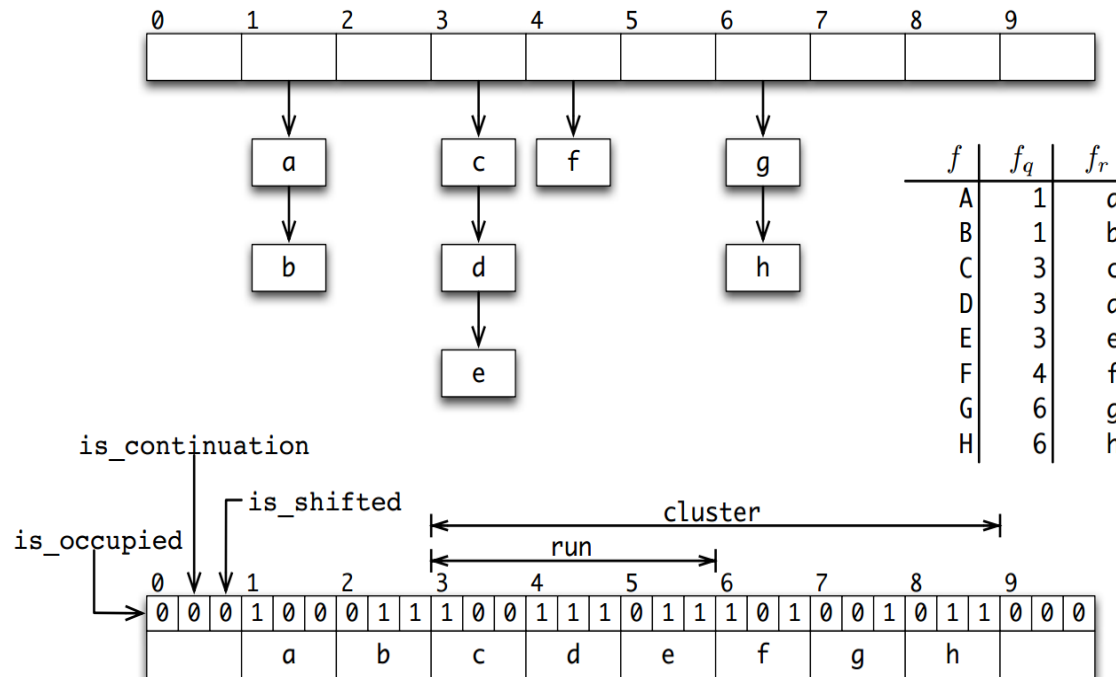 0 1 2 3 4 5 6 7 8 9
a c f g
b d h
e
f f_q f_r
A 1
B 1 b
C 3 c
D 3
E 3 e
F 4 f
G 6 g
H 6 h
is_continuation
is_shifted
is_occupied
cluster
run
0 1 2 3 4 5 6 7 8 9
0 0 0 1 0 0 0 1 1 1 0 0 1 1 1 0 1 1 1 0 1 0 0 1 0 1 1 0 0 0
a b c d e f g h